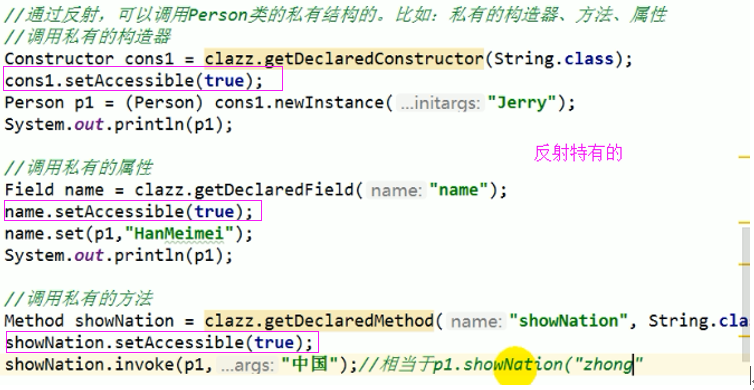 //通过反射，可以调用Person类的私有结构的。比如：私有的构造器、方法、属性
//调用私有的构造器
Constructor cons1 = clazz.getDeclaredConstructor(String.class);
cons1.setAccessible(true);
Person p1 = (Person) cons1.newInstance( ...initargs: "Jerry");
System.out.println(p1);
反射特有的
//调用私有的属性
Field name = clazz.getDeclaredField( name: "name");
name.setAccessible(true);
name.set(p1,"HanMeimei");
System.out.println(p1);
//调用私有的方法
Method showNation = clazz.getDeclaredMethod( name: "showNation", String.cla
showNation.setAccessible(true);
showNation.invoke(p1, ...args: "中国");//相当于p1.showNation("zhong"